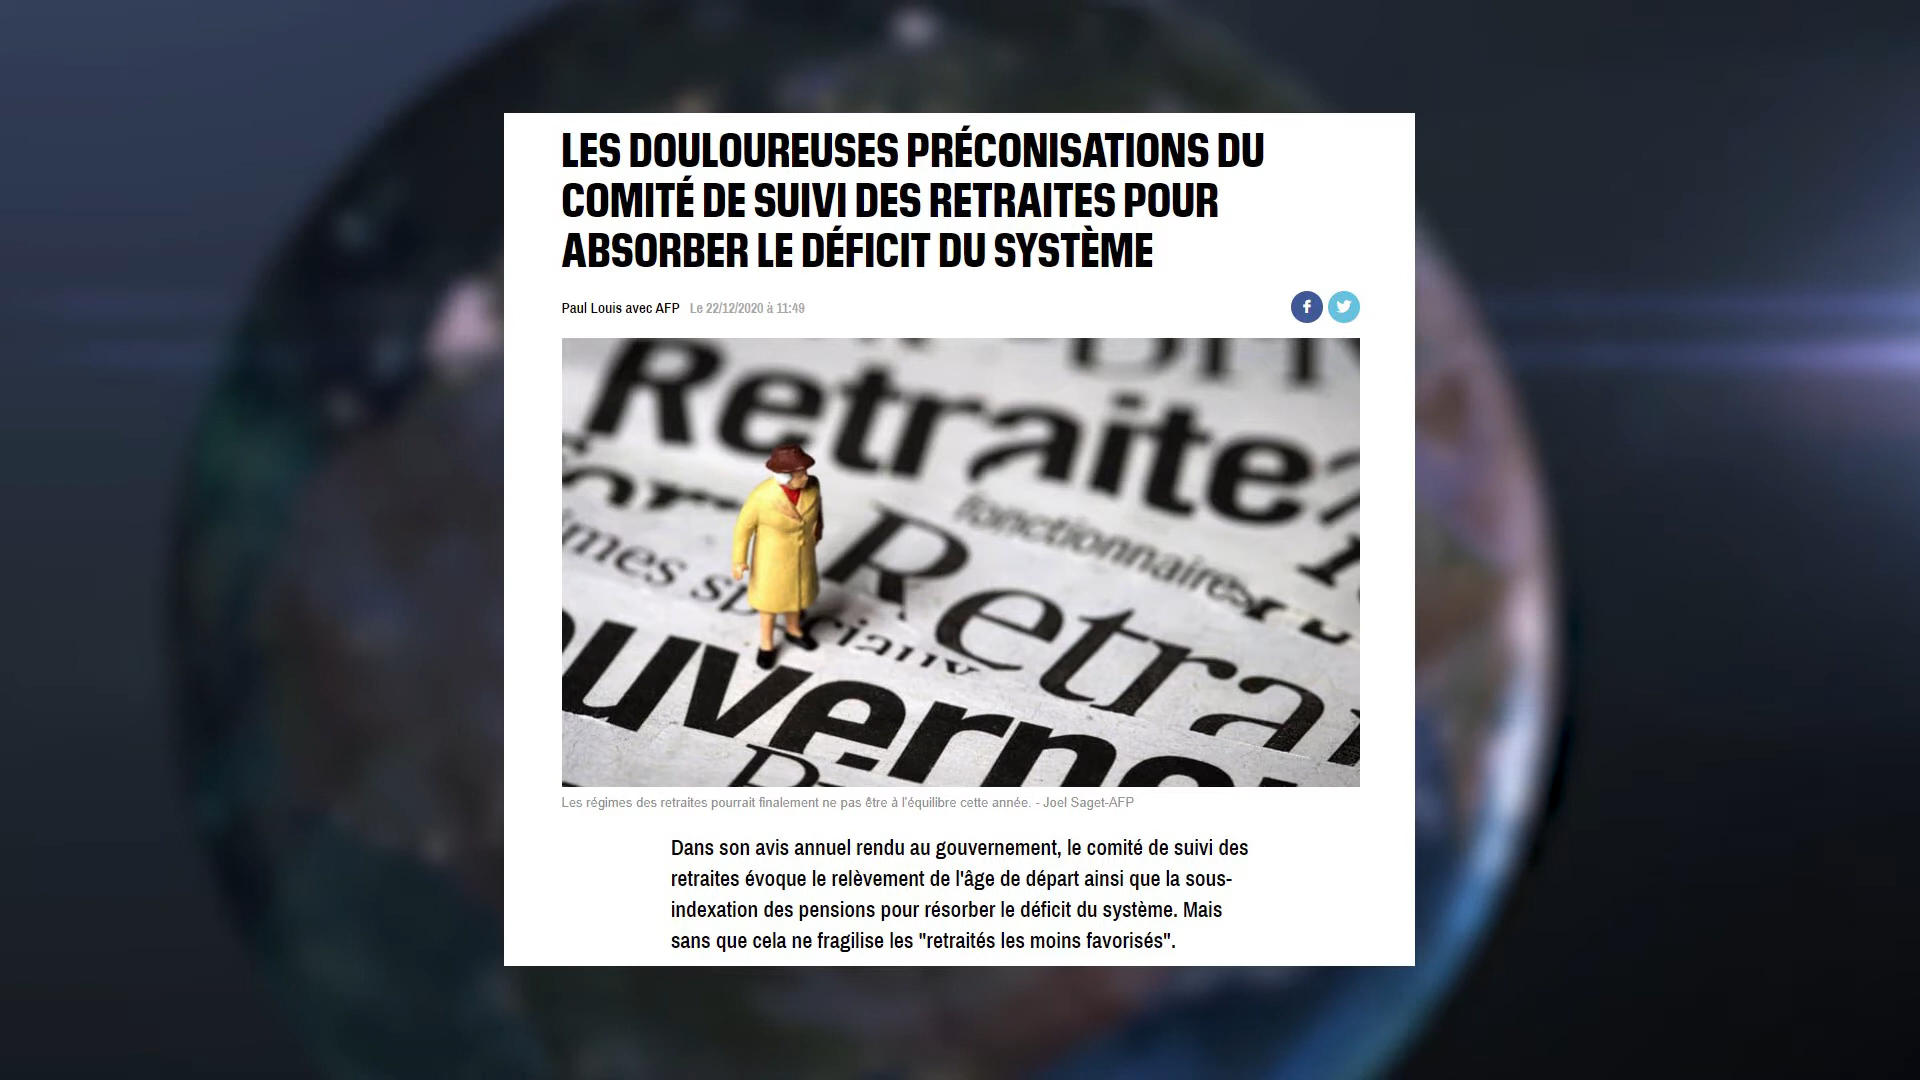 LES DOULOUREUSES PRÉCONISATIONS DU
COMITÉ DE SUIVI DES RETRAITES POUR
ABSORBER LE DÉFICIT DU SYSTÈME
Paul Louis avec AFP Le 22/12/2020 à 11:49
Retraite
fonctionnaires
Retra
uverne
Les régimes des retraites pourrait finalement ne pas être à l'équilibre cette année. - Joel Saget-AFP
Dans son avis annuel rendu au gouvernement, le comité de suivi des
retraites évoque le relèvement de l'âge de départ ainsi que la sous-
indexation des pensions pour résorber le déficit du système. Mais
sans que cela ne fragilise les "retraités les moins favorisés".